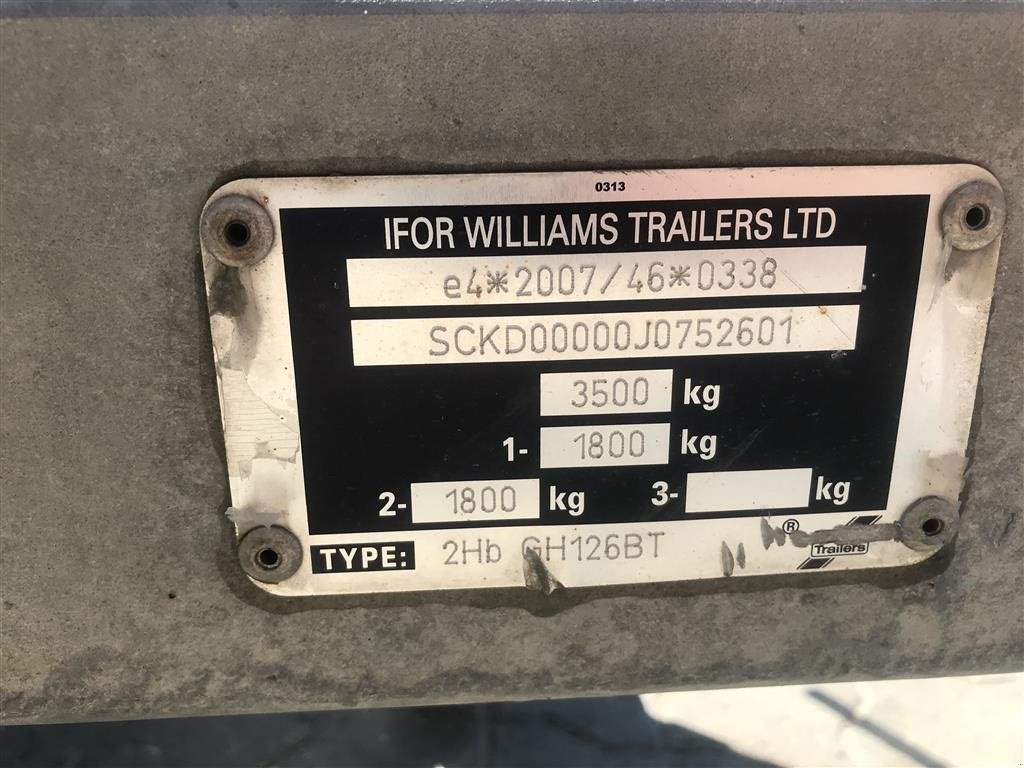 0313
IFOR WILLIAMS TRAILERS LTD
e4*2007/46*0338
SCKD00000J0752601
3500 kg
1- 1800 kg
2- 1800 kg 3- kg
TYPE: 2Hb GH126BT ®
Trailers